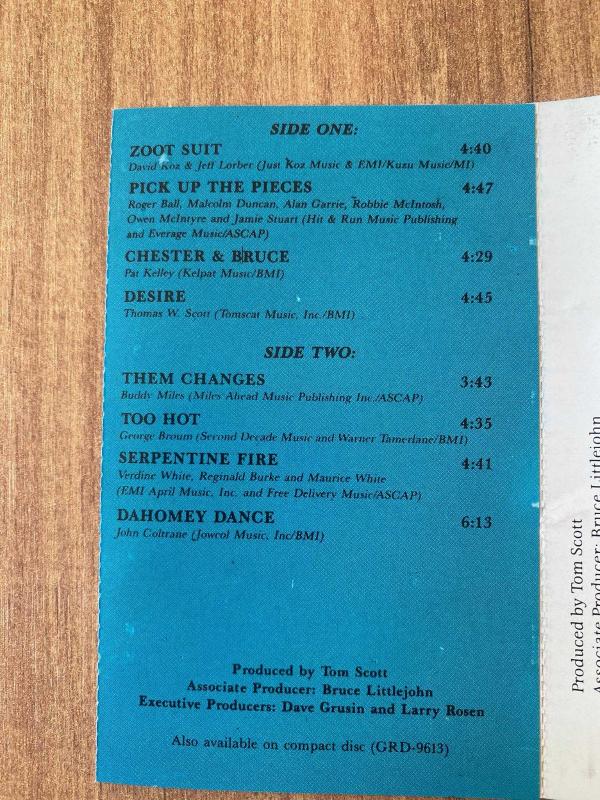 SIDE ONE:
ZOOT SUIT 4:40
David Koz & Jeff Lorber (Just Koz Music & EMI/Kuzu Music/MI)
PICK UP THE PIECES 4:47
Roger Ball, Malcolm Duncan, Alan Garrie, Robbie McIntosh,
Owen McIntyre and Jamie Stuart (Hit & Run Music Publishing
and Everage Music/ASCAP)
CHESTER & BRUCE 4:29
Pat Kelley (Kelpat Music/BMI)
DESIRE 4:45
Thomas W. Scott (Tomscat Music, Inc./BMI)
SIDE TWO:
THEM CHANGES 3:43
Buddy Miles (Miles Ahead Music Publishing Inc./ASCAP)
TOO HOT 4:35
George Broum (Second Decade Music and Warner Tamerlane/BMI)
SERPENTINE FIRE 4:41
Verdine White, Reginald Burke and Maurice White
(EMI April Music, Inc. and Free Delivery Music/ASCAP)
DAHOMEY DANCE 6:13
John Coltrane (Jowcol Music, Inc/BMI)
Produced by Tom Scott
Associate Producer: Bruce Littlejohn
Executive Producers: Dave Grusin and Larry Rosen
Also available on compact disc (GRD-9613)
Produced by Tom Scott
Associate Producer: Bruce Littlejohn